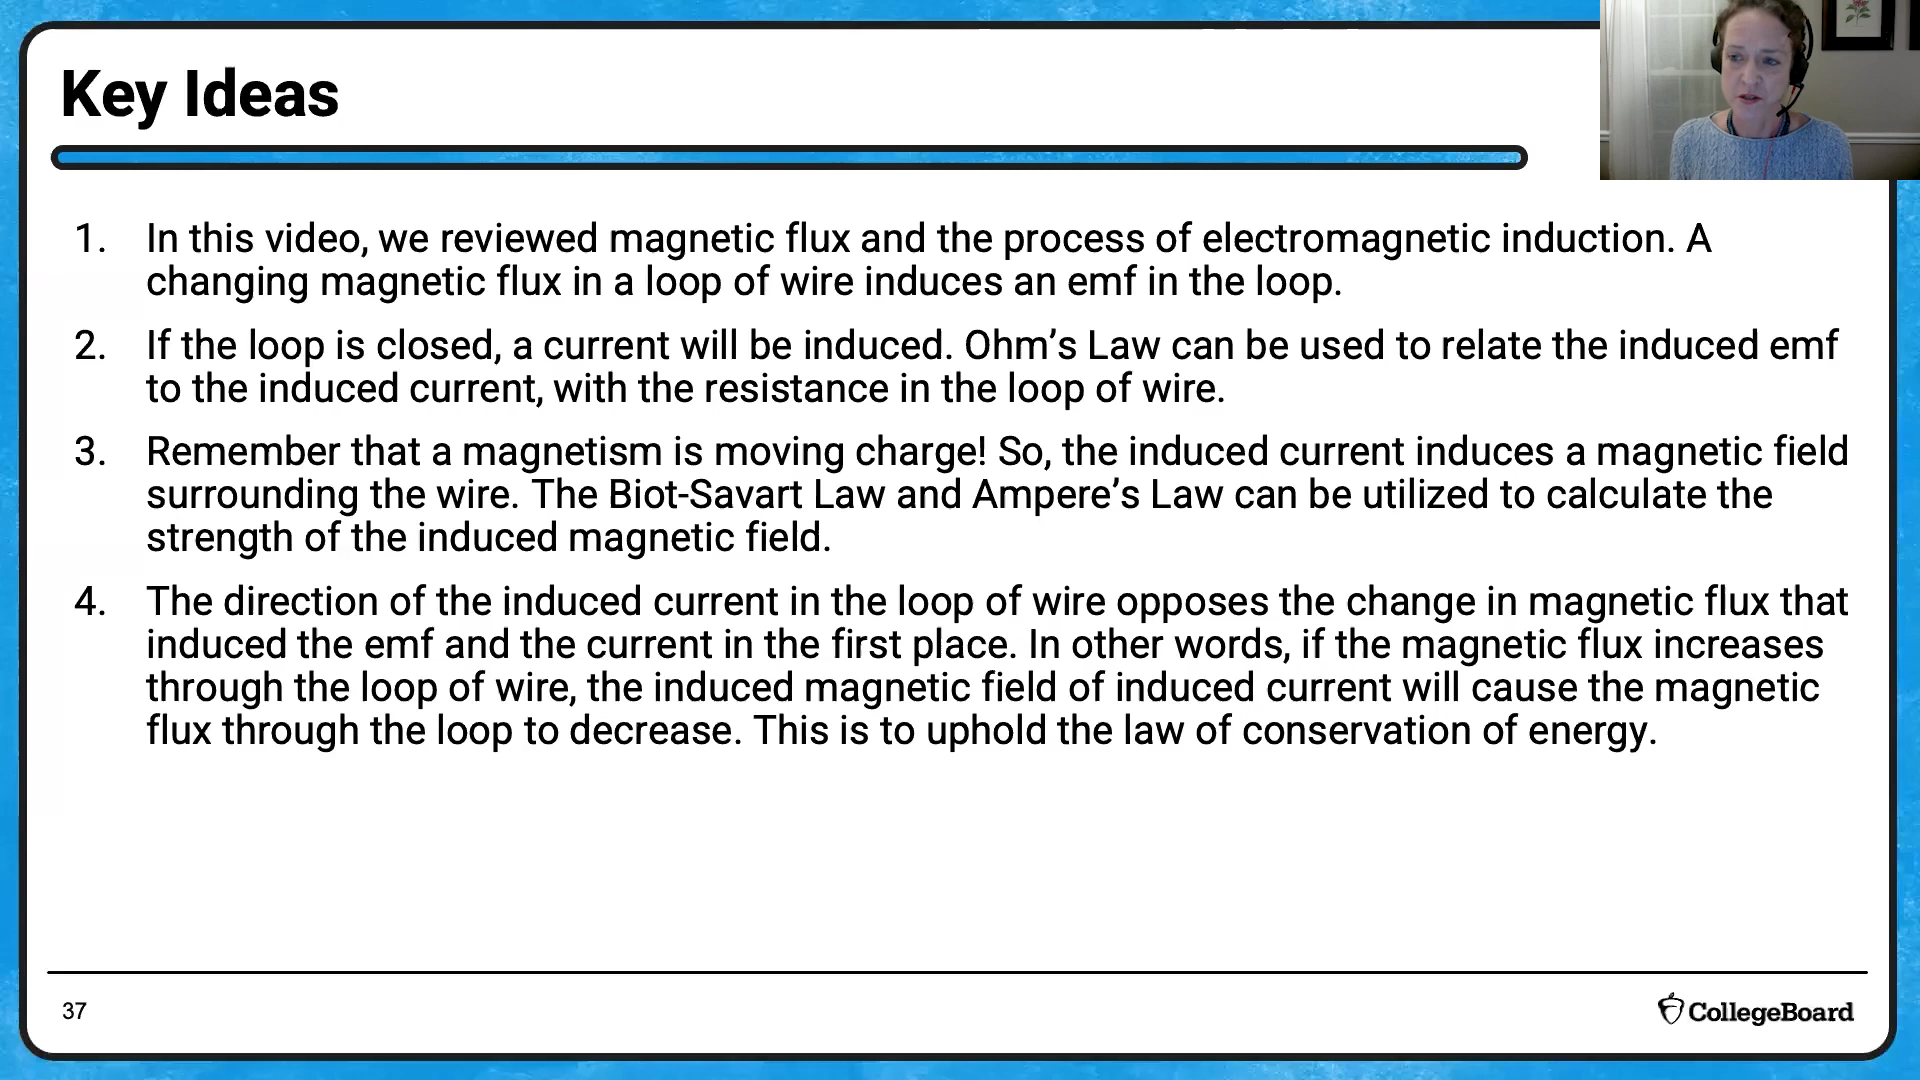 Key Ideas
1. In this video, we reviewed magnetic flux and the process of electromagnetic induction. A
changing magnetic flux in a loop of wire induces an emf in the loop.
2. If the loop is closed, a current will be induced. Ohm’s Law can be used to relate the induced emf
to the induced current, with the resistance in the loop of wire.
3. Remember that a magnetism is moving charge! So, the induced current induces a magnetic field
surrounding the wire. The Biot-Savart Law and Ampere’s Law can be utilized to calculate the
strength of the induced magnetic field.
4. The direction of the induced current in the loop of wire opposes the change in magnetic flux that
induced the emf and the current in the first place. In other words, if the magnetic flux increases
through the loop of wire, the induced magnetic field of induced current will cause the magnetic
flux through the loop to decrease. This is to uphold the law of conservation of energy.
37
CollegeBoard